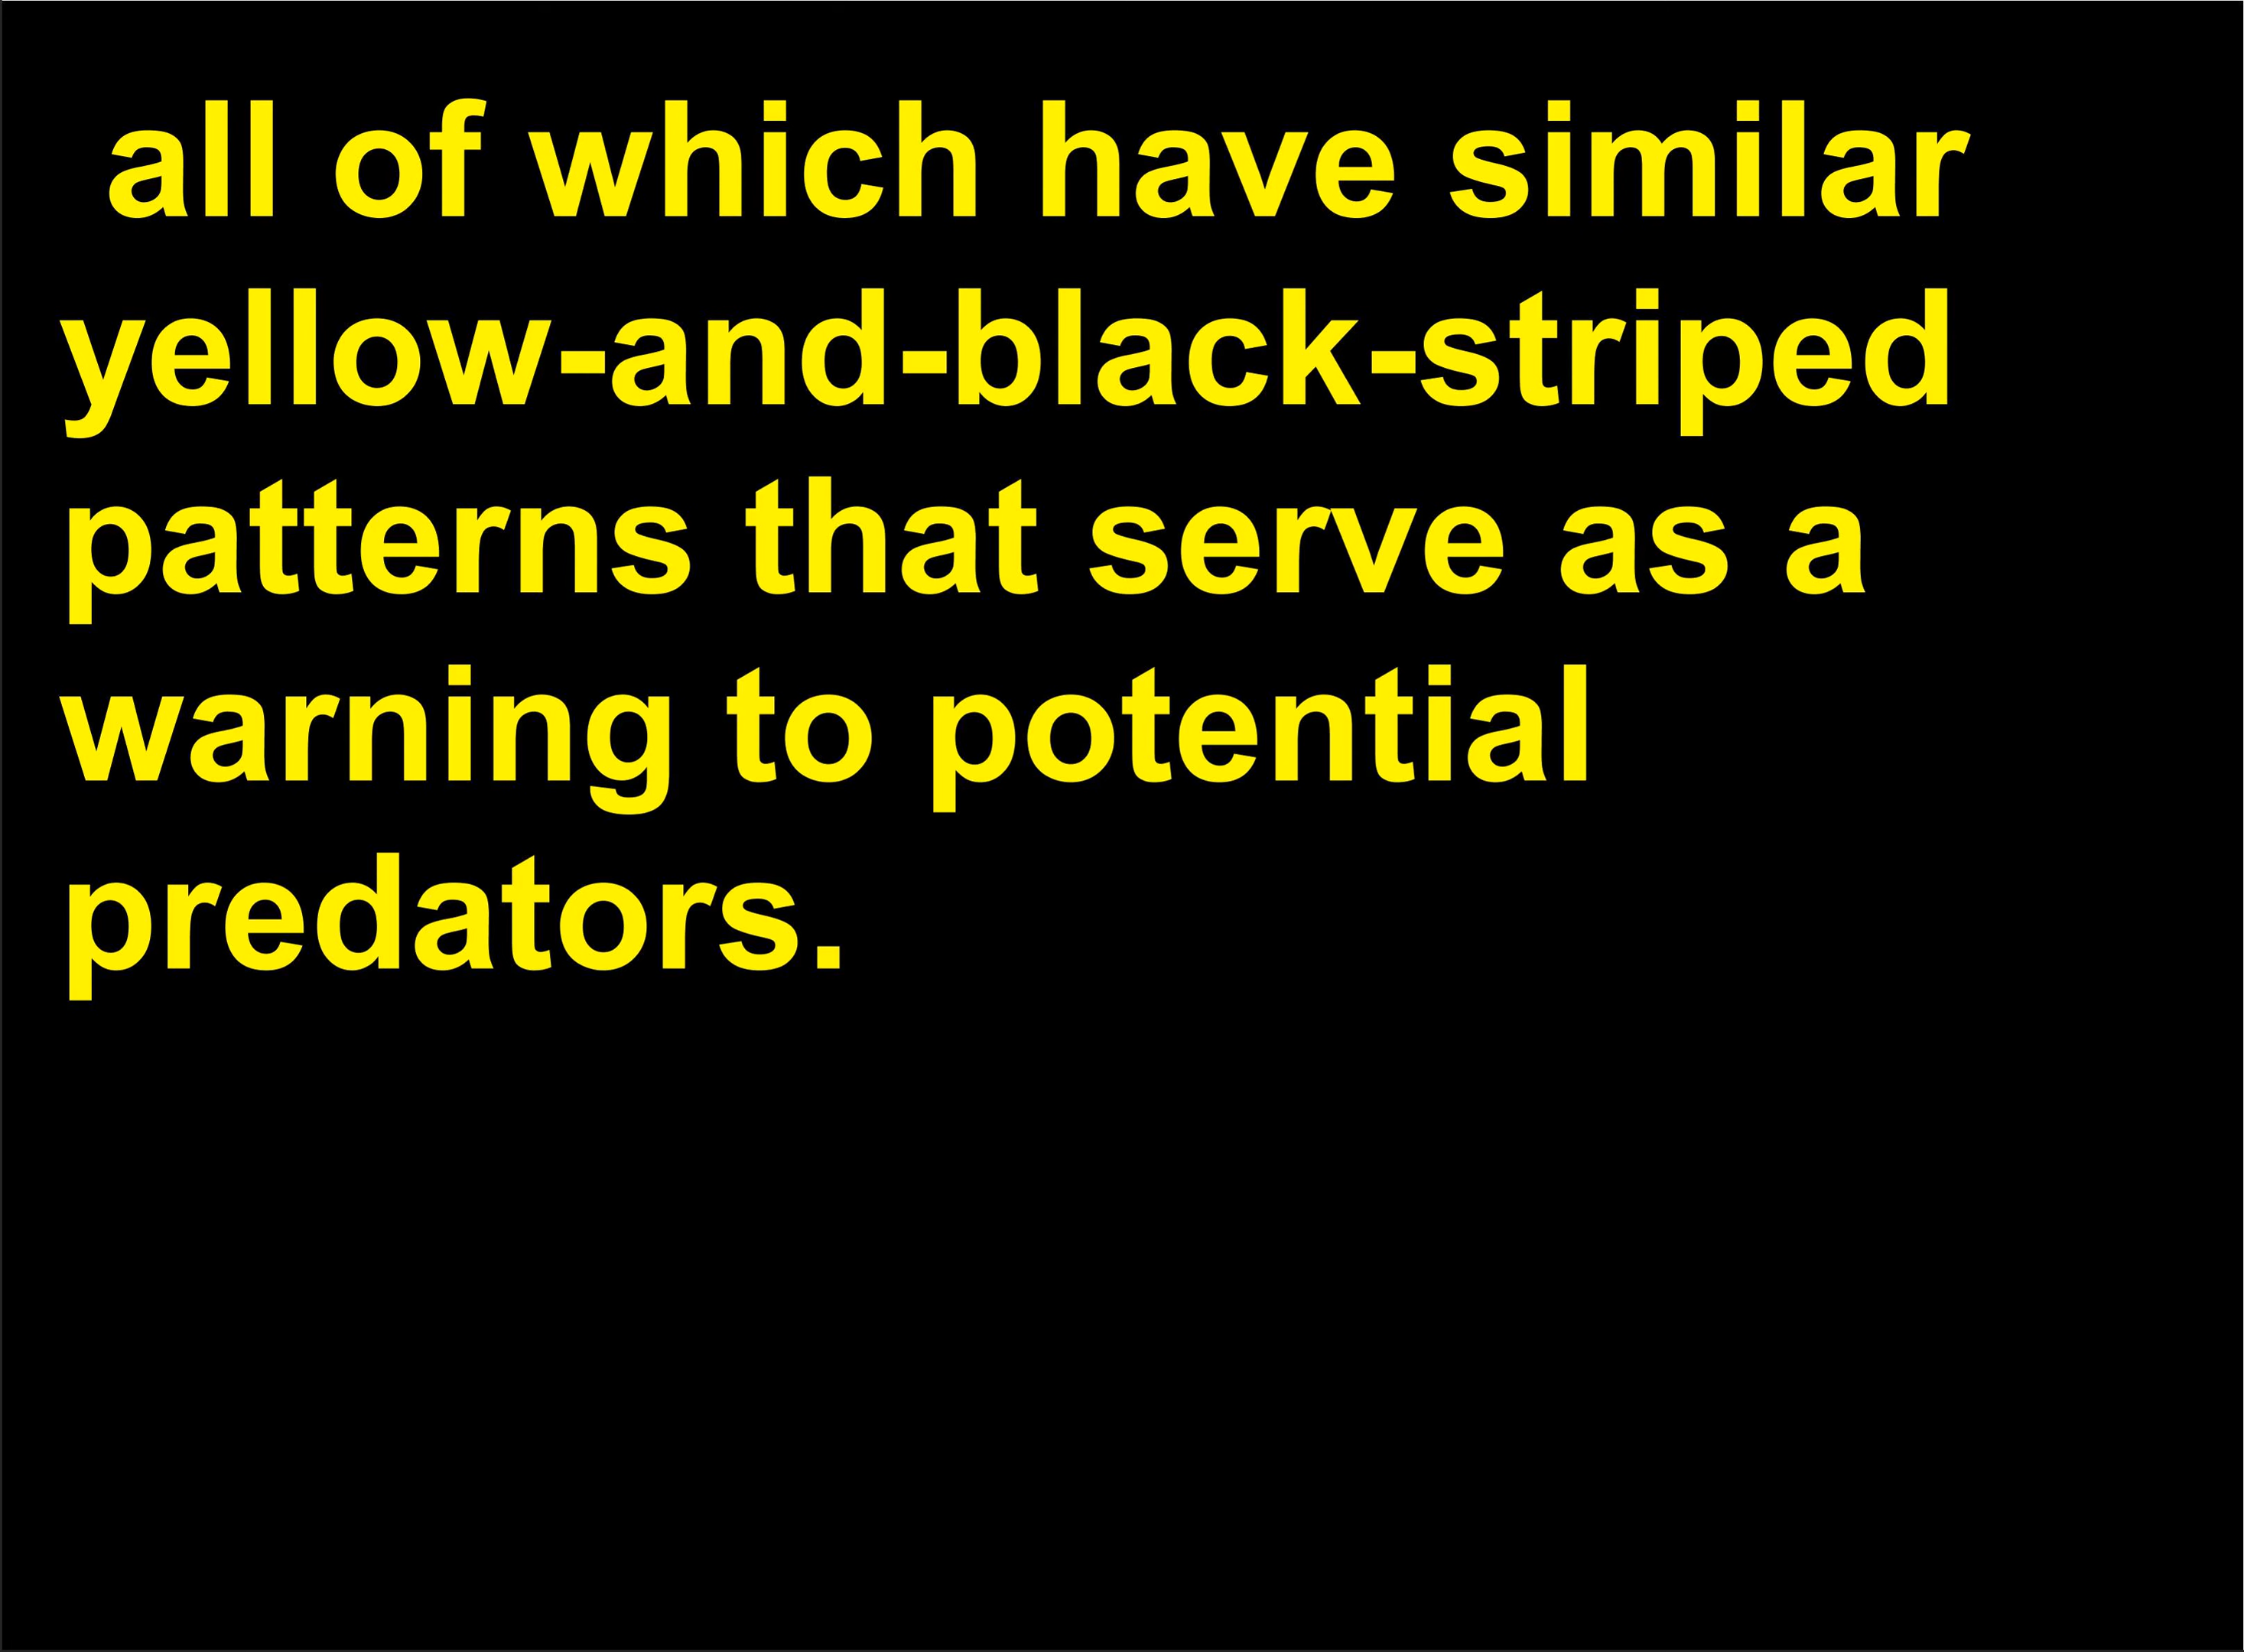 all of which have similar
yellow-and-black-striped
patterns that serve as a
warning to potential
predators.